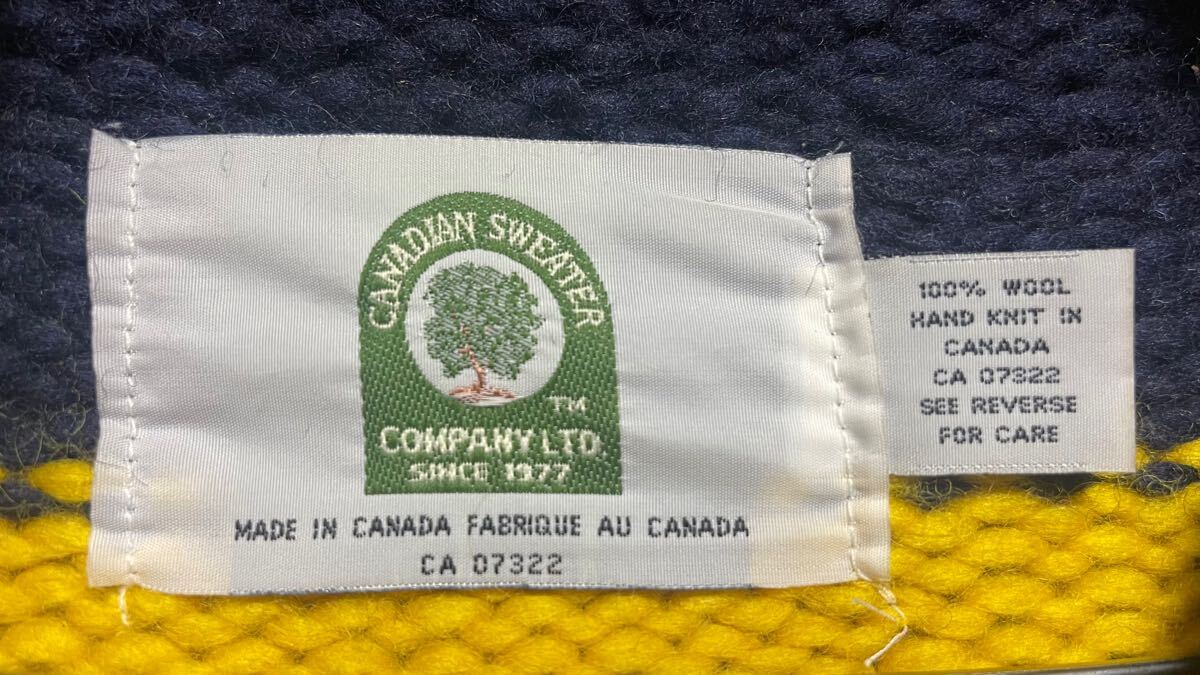 CANADIAN SWEATER
TM
COMPANY LTD.
SINCE 1977
MADE IN CANADA FABRIQUE AU CANADA
CA 07322
100% WOOL
HAND KNIT IN
CANADA
CA 07322
SEE REVERSE
FOR CARE